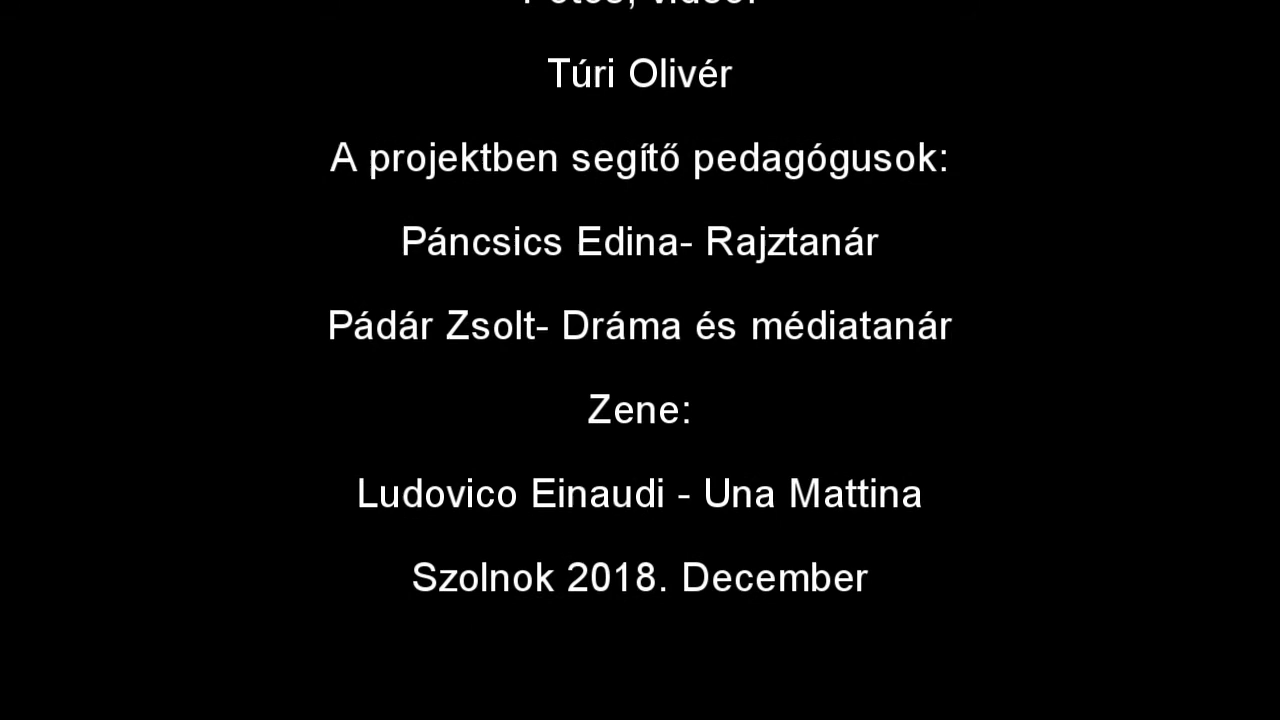 Túri Olivér
A projektben segítő pedagógusok:
Páncsics Edina- Rajztanár
Pádár Zsolt- Dráma és médiatanár
Zene:
Ludovico Einaudi - Una Mattina
Szolnok 2018. December